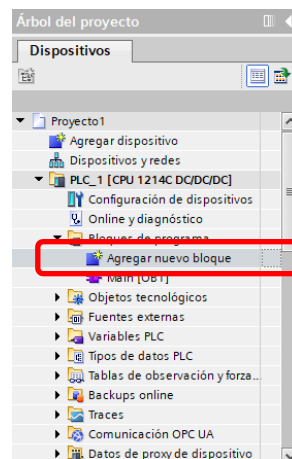 Árbol del proyecto
Dispositivos
Proyecto1
Agregar dispositivo
Dispositivos y redes
PLC_1 [CPU 1214C DC/DC/DC]
Configuración de dispositivos
Online y diagnóstico
Bloques de programa
Agregar nuevo bloque
Main [OB1]
Objetos tecnológicos
Fuentes externas
Variables PLC
Tipos de datos PLC
Tablas de observación y forza...
Backups online
Traces
Comunicación OPC UA
Datos de proxy de dispositivo